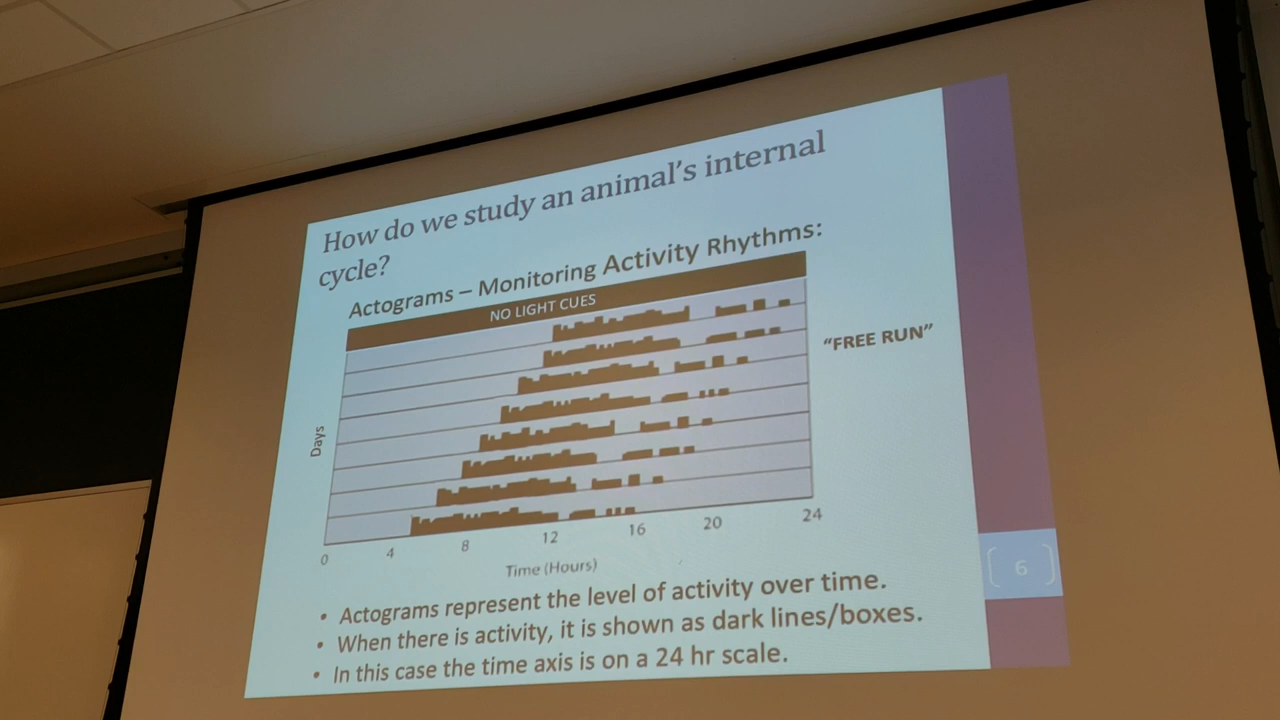 How do we study an animal's internal
cycle?
Actograms – Monitoring Activity Rhythms:
NO LIGHT CUES
"FREE RUN"
Days
0 4 8 12 16 20 24
Time (Hours)
• Actograms represent the level of activity over time.
• When there is activity, it is shown as dark lines/boxes.
• In this case the time axis is on a 24 hr scale.
6